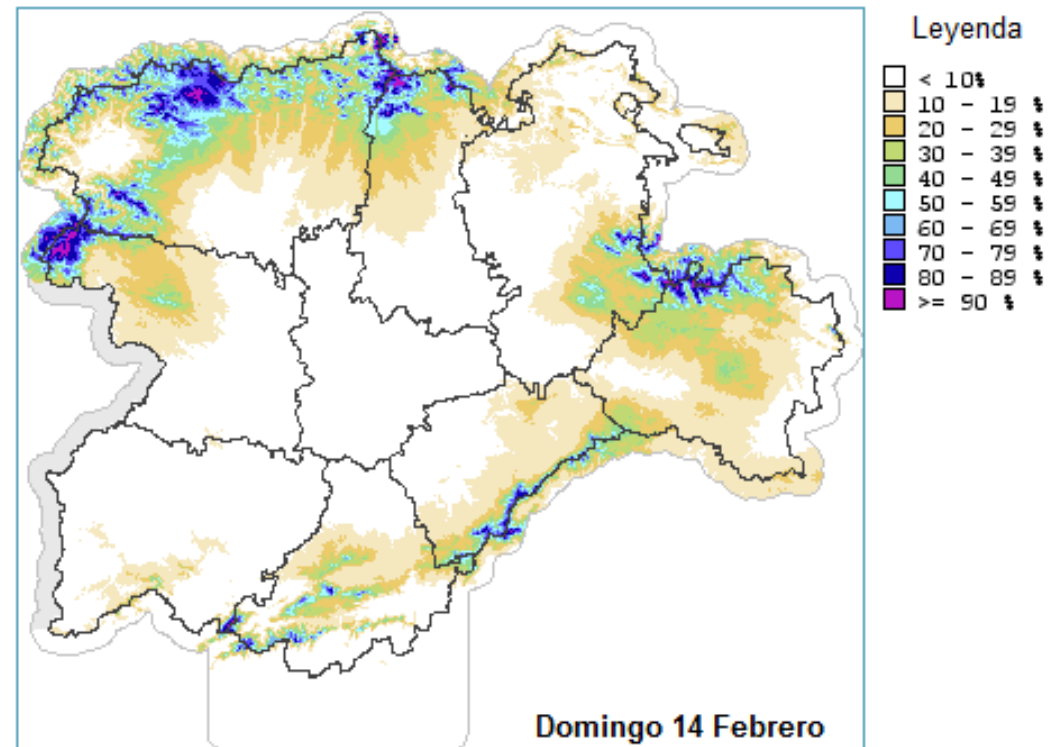 Leyenda
< 10%
10 - 19 %
20 - 29 %
30 - 39 %
40 - 49 %
50 - 59 %
60 - 69 %
70 - 79 %
80 - 89 %
>= 90 %
Domingo 14 Febrero